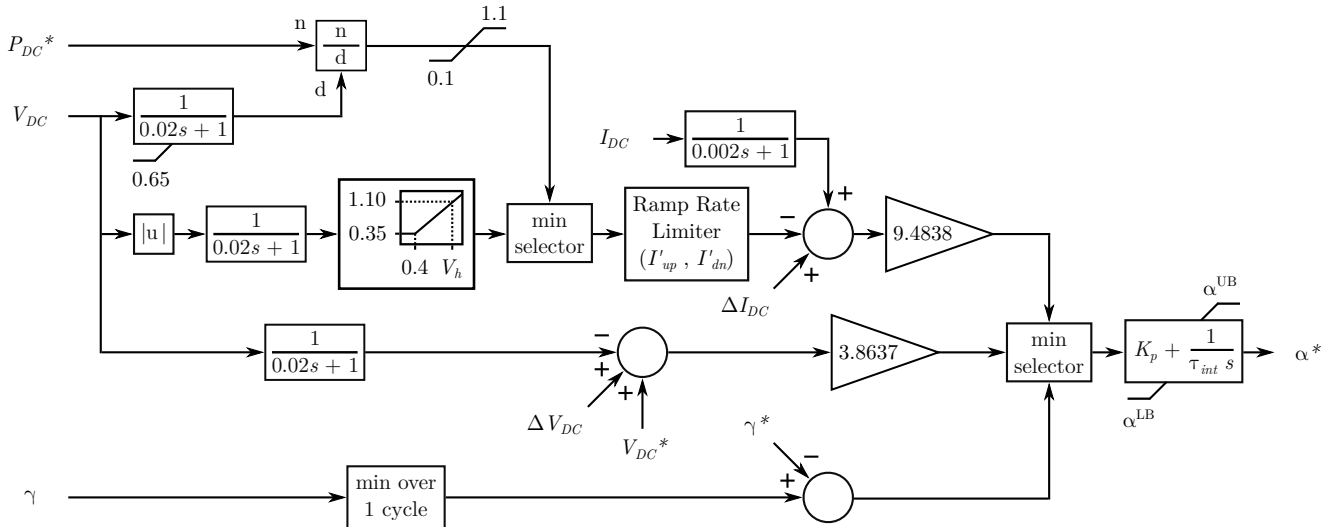 P_DC*
n
n
d
d
1.1
0.1
V_DC
1
0.02s + 1
0.65
|u|
1
0.02s + 1
1.10
0.35
0.4 V_h
min
selector
Ramp Rate
Limiter
(I'_up , I'_dn)
I_DC
1
0.002s + 1
+
−
+
ΔI_DC
9.4838
1
0.02s + 1
−
+
+
ΔV_DC
V_DC*
3.8637
min
selector
α^UB
K_p + 1
τ_int s
α^LB
α*
γ
min over
1 cycle
γ*
−
+